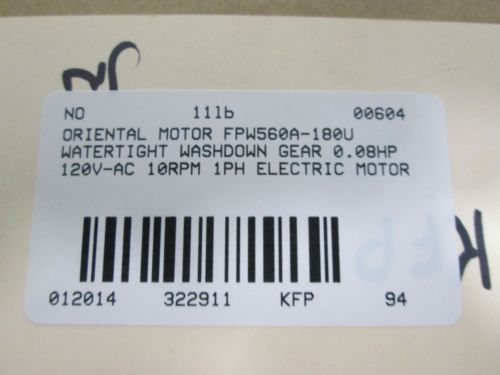 NO 11lb 00604
ORIENTAL MOTOR FPW560A-180U
WATERTIGHT WASHDOWN GEAR 0.08HP
120V-AC 10RPM 1PH ELECTRIC MOTOR
012014 322911 KFP 94
KFP